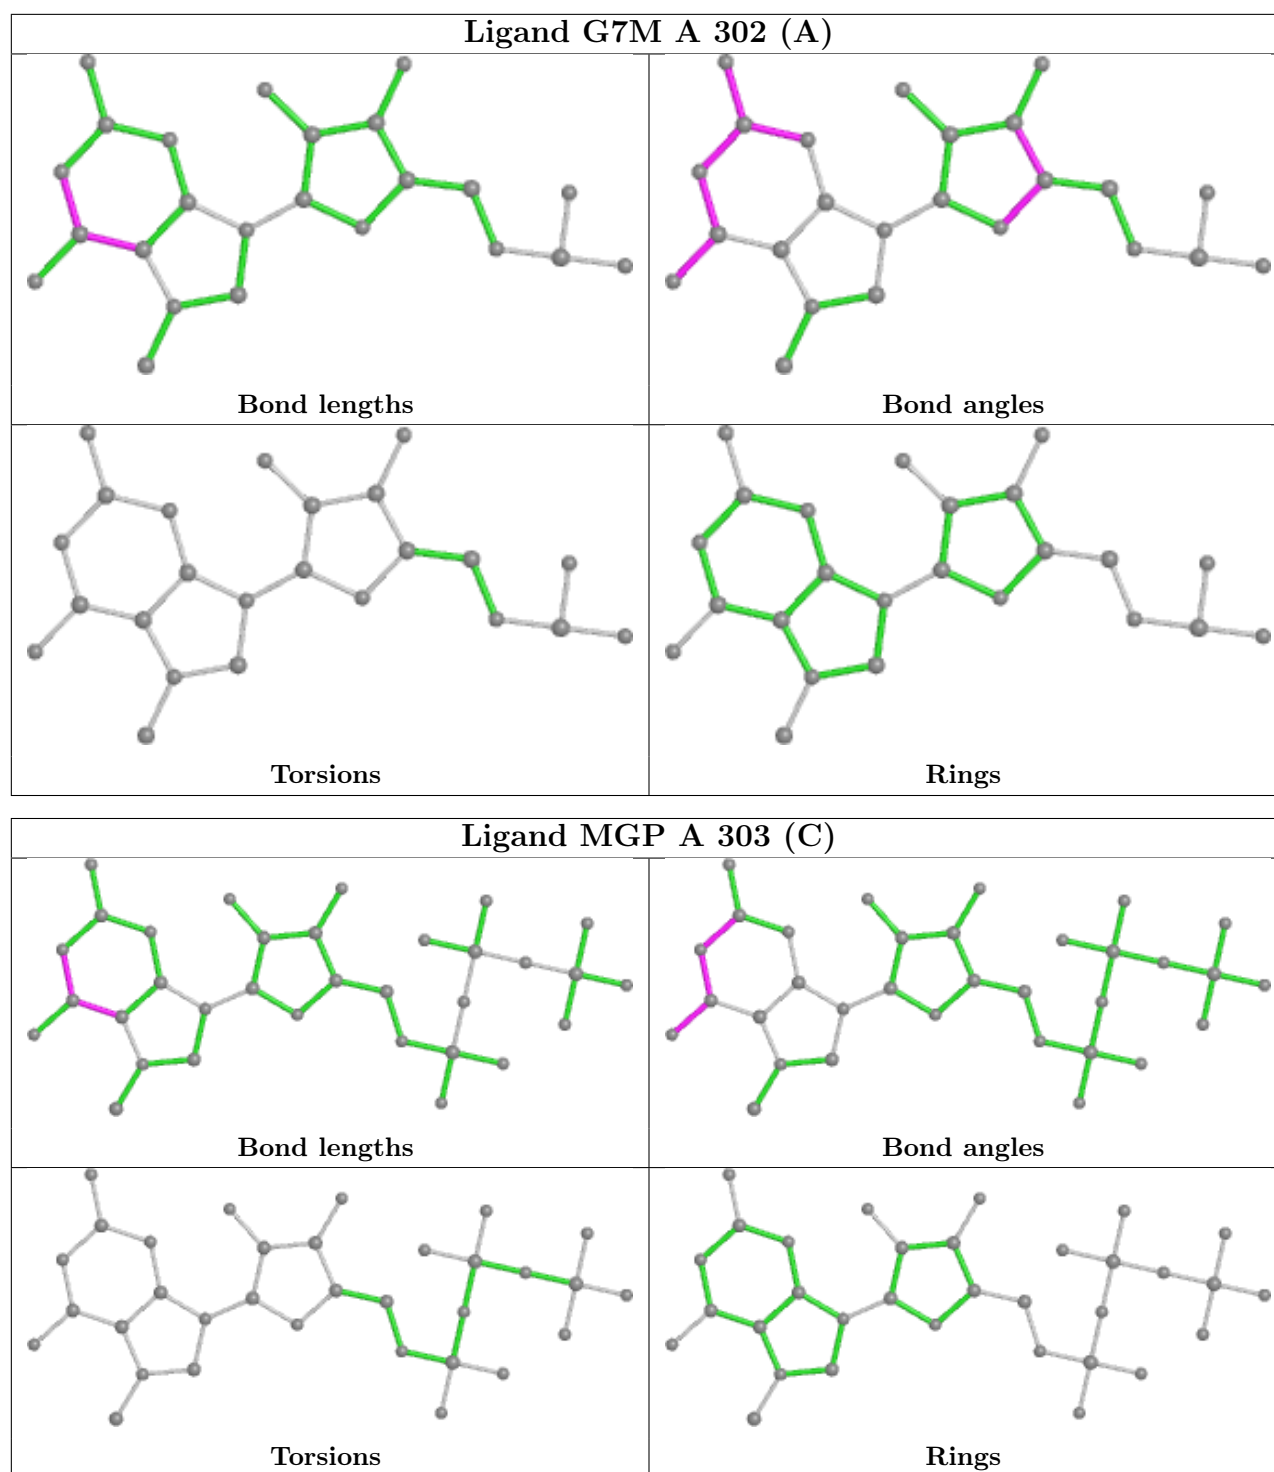 Ligand G7M A 302 (A)
Bond lengths
Bond angles
Torsions
Rings
Ligand MGP A 303 (C)
Bond lengths
Bond angles
Torsions
Rings